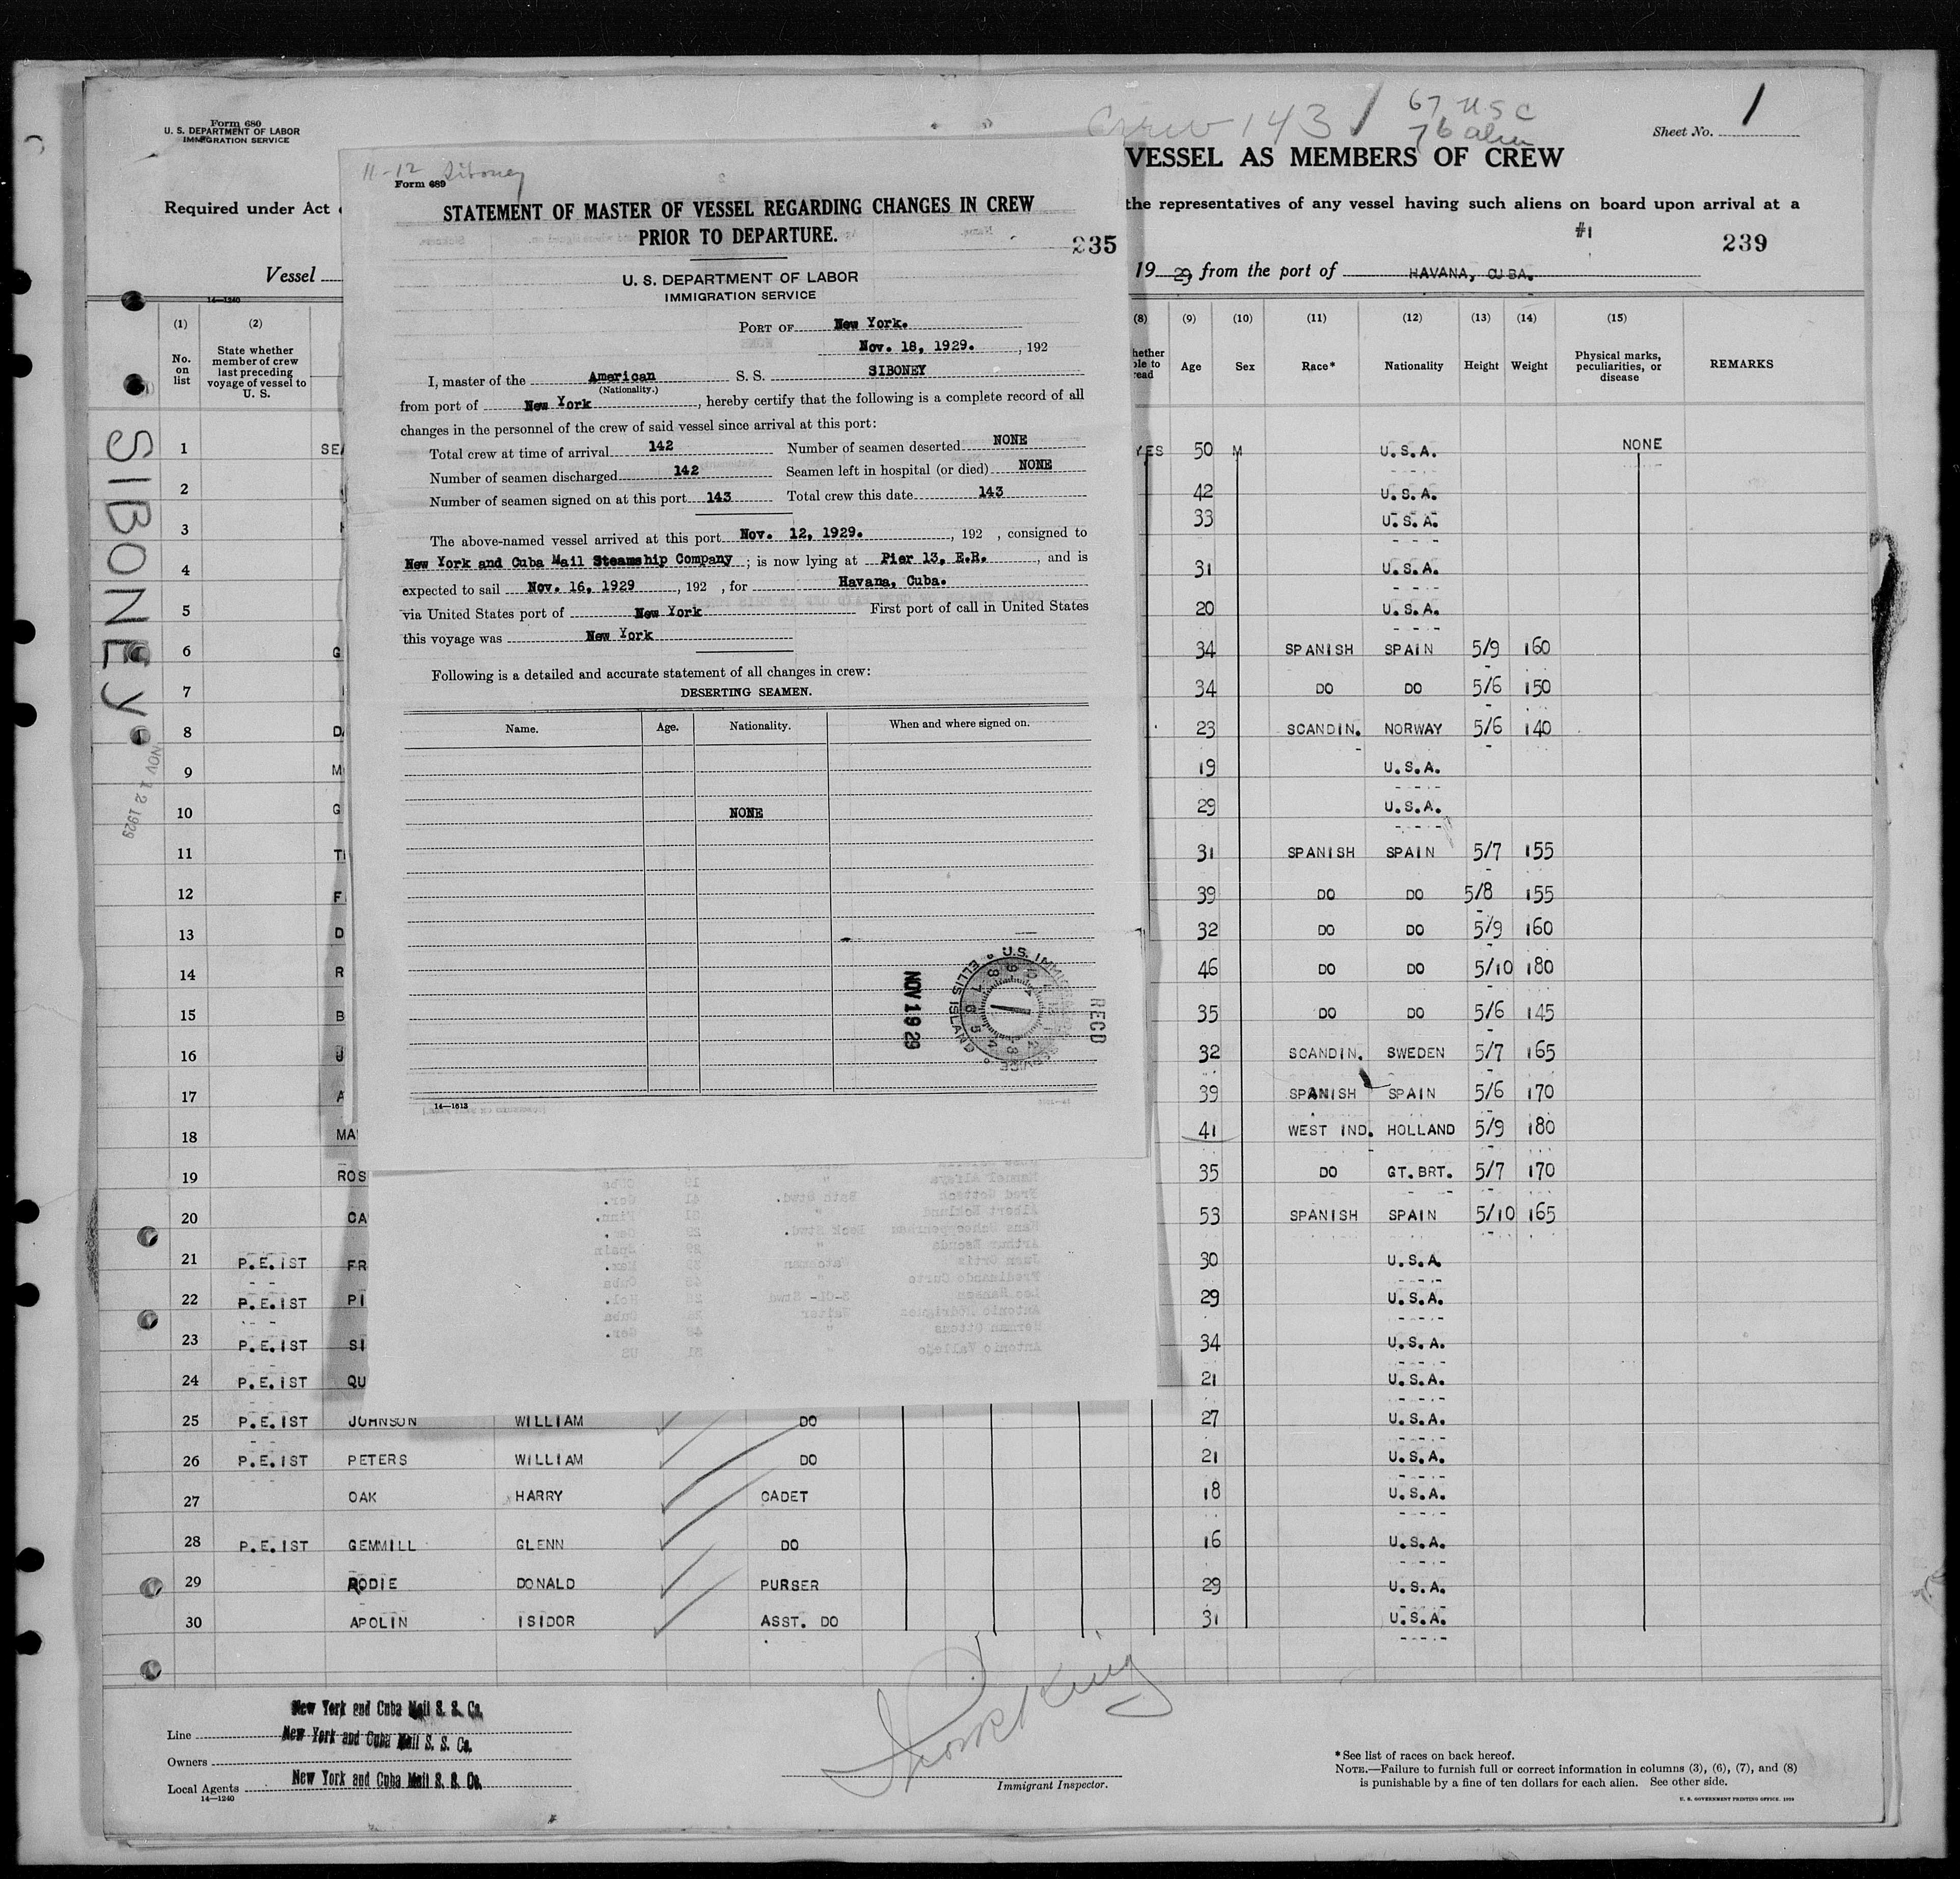 Form 680
U. S. DEPARTMENT OF LABOR
IMMIGRATION SERVICE
Crew 143 / 67 USC
76 alien
Sheet No. 1
VESSEL AS MEMBERS OF CREW
Required under Act
the representatives of any vessel having such aliens on board upon arrival at a
#1
239
Vessel
19 29 from the port of HAVANA, CUBA.
14—1240
11-12 Siboney
Form 689
STATEMENT OF MASTER OF VESSEL REGARDING CHANGES IN CREW
PRIOR TO DEPARTURE.
235
U. S. DEPARTMENT OF LABOR
IMMIGRATION SERVICE
PORT OF New York.
Nov. 18, 1929. , 192
I, master of the American S. S. SIBONEY
(Nationality.)
from port of New York , hereby certify that the following is a complete record of all
changes in the personnel of the crew of said vessel since arrival at this port:
Total crew at time of arrival 142 Number of seamen deserted NONE
Number of seamen discharged 142 Seamen left in hospital (or died) NONE
Number of seamen signed on at this port 143 Total crew this date 143
The above-named vessel arrived at this port Nov. 12, 1929. , 192 , consigned to
New York and Cuba Mail Steamship Company ; is now lying at Pier 13, E.R. , and is
expected to sail Nov. 16, 1929 , 192 , for Havana, Cuba.
via United States port of New York First port of call in United States
this voyage was New York
Following is a detailed and accurate statement of all changes in crew:
DESERTING SEAMEN.
Name. Age. Nationality. When and where signed on.
NONE
NOV 19 29
U.S. IMMIG
ELLIS ISLAND
RECD
14—1613
SIBONEY
NOV 12 1929
(1) (2) (8) (9) (10) (11) (12) (13) (14) (15)
No. on list State whether member of crew last preceding voyage of vessel to U. S. hether ble to read Age Sex Race* Nationality Height Weight Physical marks, peculiarities, or disease REMARKS
1 SEA YES 50 M U.S.A. NONE
2 42 U.S.A.
3 33 U.S.A.
4 31 U.S.A.
5 20 U.S.A.
6 G 34 SPANISH SPAIN 5/9 160
7 34 DO DO 5/6 150
8 DA 23 SCANDIN. NORWAY 5/6 140
9 M 19 U.S.A.
10 G 29 U.S.A.
11 T 31 SPANISH SPAIN 5/7 155
12 F 39 DO DO 5/8 155
13 D 32 DO DO 5/9 160
14 R 46 DO DO 5/10 180
15 B 35 DO DO 5/6 145
16 32 SCANDIN. SWEDEN 5/7 165
17 A 39 SPANISH SPAIN 5/6 170
18 MA 41 WEST IND. HOLLAND 5/9 180
19 ROS 35 DO GT. BRT. 5/7 170
20 CA 53 SPANISH SPAIN 5/10 165
21 P.E.IST FR 30 U.S.A.
22 P.E.IST PI 29 U.S.A.
23 P.E.IST SI 34 U.S.A.
24 P.E.IST QU 21 U.S.A.
25 P.E.IST JOHNSON WILLIAM DO 27 U.S.A.
26 P.E.IST PETERS WILLIAM DO 21 U.S.A.
27 OAK HARRY CADET 18 U.S.A.
28 P.E.IST GEMMILL GLENN DO 16 U.S.A.
29 RODIE DONALD PURSER 29 U.S.A.
30 APOLIN ISIDOR ASST. DO 31 U.S.A.
Line New York and Cuba Mail S. S. Co.
Owners New York and Cuba Mail S. S. Co.
Local Agents New York and Cuba Mail S. S. Co.
14—1240
Immigrant Inspector.
*See list of races on back hereof.
NOTE.—Failure to furnish full or correct information in columns (3), (6), (7), and (8)
is punishable by a fine of ten dollars for each alien. See other side.
U. S. GOVERNMENT PRINTING OFFICE. 1929